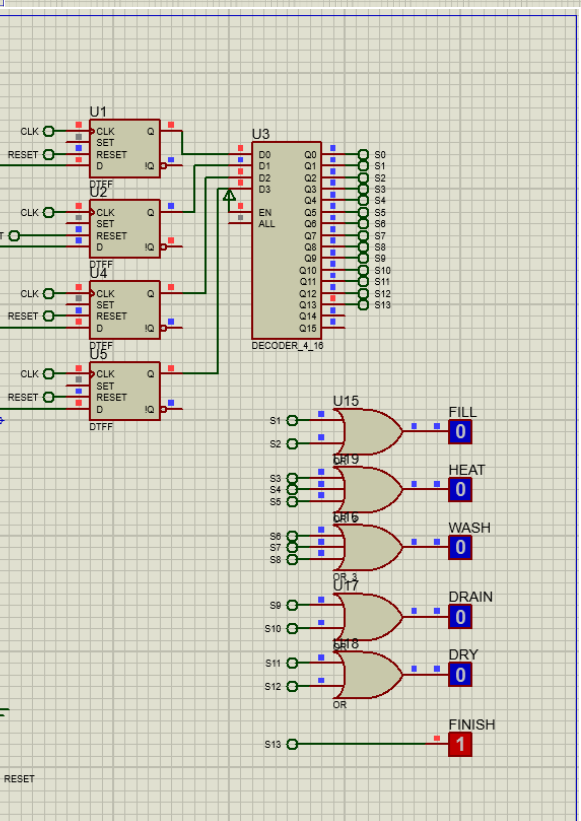 U1
CLK CLK Q
SET
RESET RESET
D !Q
DTFF
U2
CLK CLK Q
SET
T RESET
D !Q
DTFF
U4
CLK CLK Q
SET
RESET RESET
D !Q
DTFF
U5
CLK CLK Q
SET
RESET RESET
D !Q
DTFF
U3
D0 Q0 S0
D1 Q1 S1
D2 Q2 S2
D3 Q3 S3
Q4 S4
EN Q5 S5
ALL Q6 S6
Q7 S7
Q8 S8
Q9 S9
Q10 S10
Q11 S11
Q12 S12
Q13 S13
Q14
Q15
DECODER_4_16
U15
FILL
S1
0
S2
HEAT
S3
S4 0
S5
WASH
S6
S7 0
S8
OR_3
U17
DRAIN
S9
0
S10
DRY
S11
0
S12
OR
FINISH
S13 1
RESET